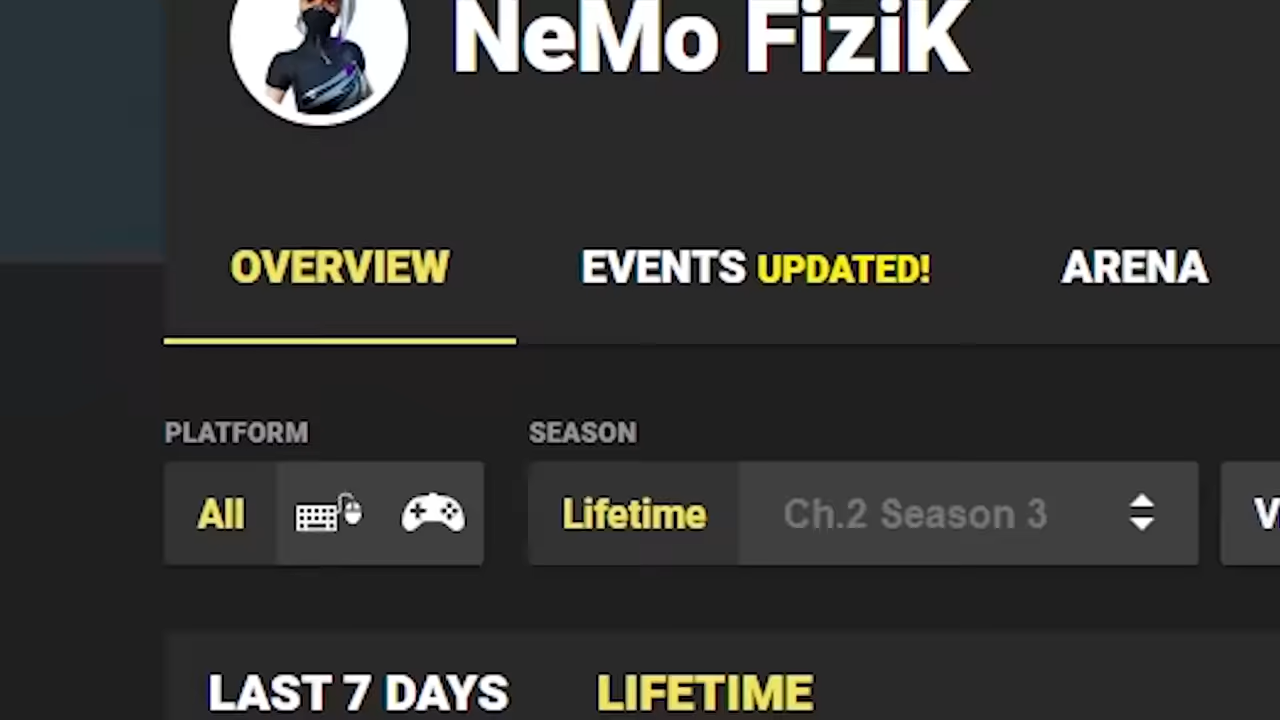 NeMo FiziK
OVERVIEW EVENTS UPDATED! ARENA
PLATFORM SEASON
All Lifetime Ch.2 Season 3 V
LAST 7 DAYS LIFETIME